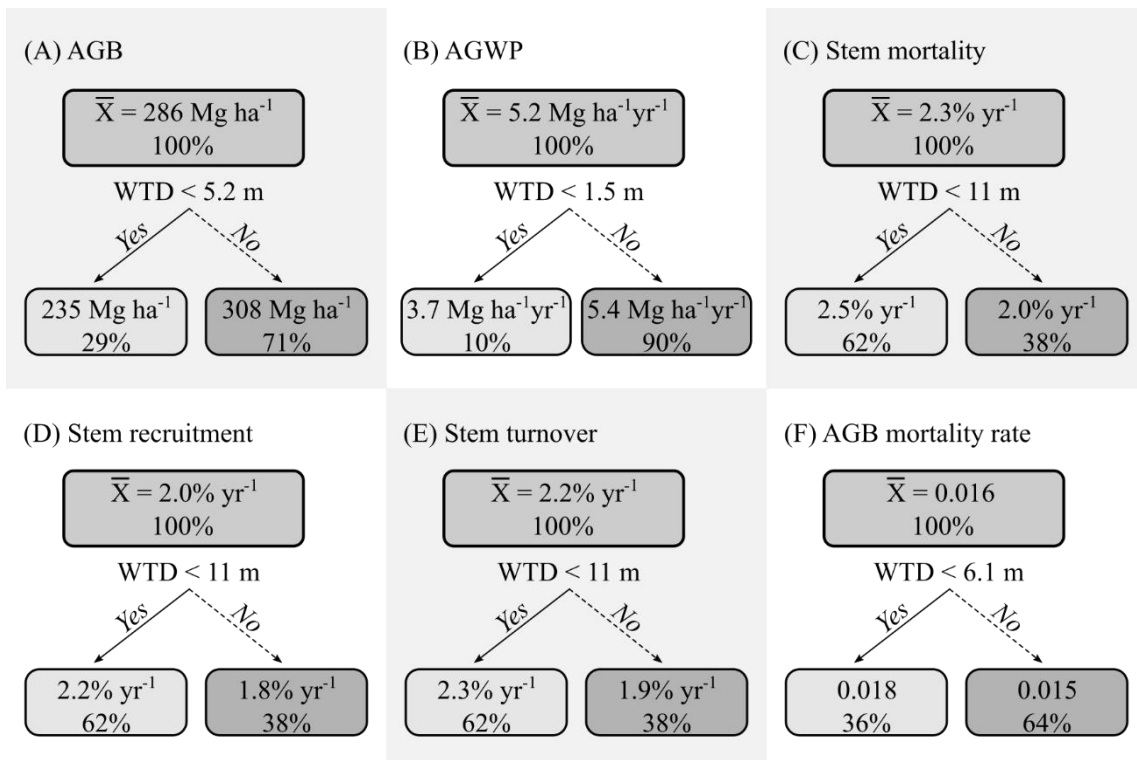 (A) AGB
X̅ = 286 Mg ha⁻¹
100%
WTD < 5.2 m
Yes
No
235 Mg ha⁻¹
29%
308 Mg ha⁻¹
71%
(B) AGWP
X̅ = 5.2 Mg ha⁻¹yr⁻¹
100%
WTD < 1.5 m
Yes
No
3.7 Mg ha⁻¹yr⁻¹
10%
5.4 Mg ha⁻¹yr⁻¹
90%
(C) Stem mortality
X̅ = 2.3% yr⁻¹
100%
WTD < 11 m
Yes
No
2.5% yr⁻¹
62%
2.0% yr⁻¹
38%
(D) Stem recruitment
X̅ = 2.0% yr⁻¹
100%
WTD < 11 m
Yes
No
2.2% yr⁻¹
62%
1.8% yr⁻¹
38%
(E) Stem turnover
X̅ = 2.2% yr⁻¹
100%
WTD < 11 m
Yes
No
2.3% yr⁻¹
62%
1.9% yr⁻¹
38%
(F) AGB mortality rate
X̅ = 0.016
100%
WTD < 6.1 m
Yes
No
0.018
36%
0.015
64%